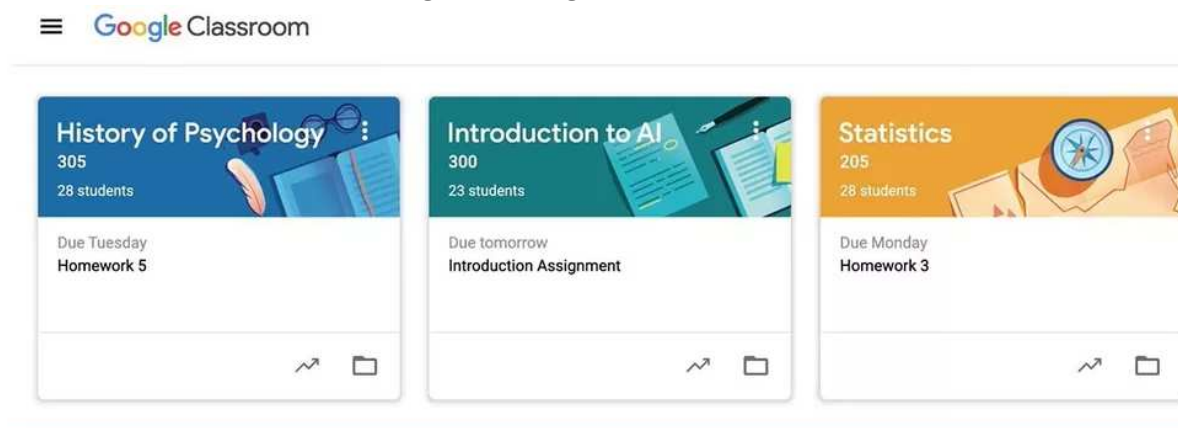 Google Classroom
History of Psychology
305
28 students
Due Tuesday
Homework 5
Introduction to AI
300
23 students
Due tomorrow
Introduction Assignment
Statistics
205
28 students
Due Monday
Homework 3